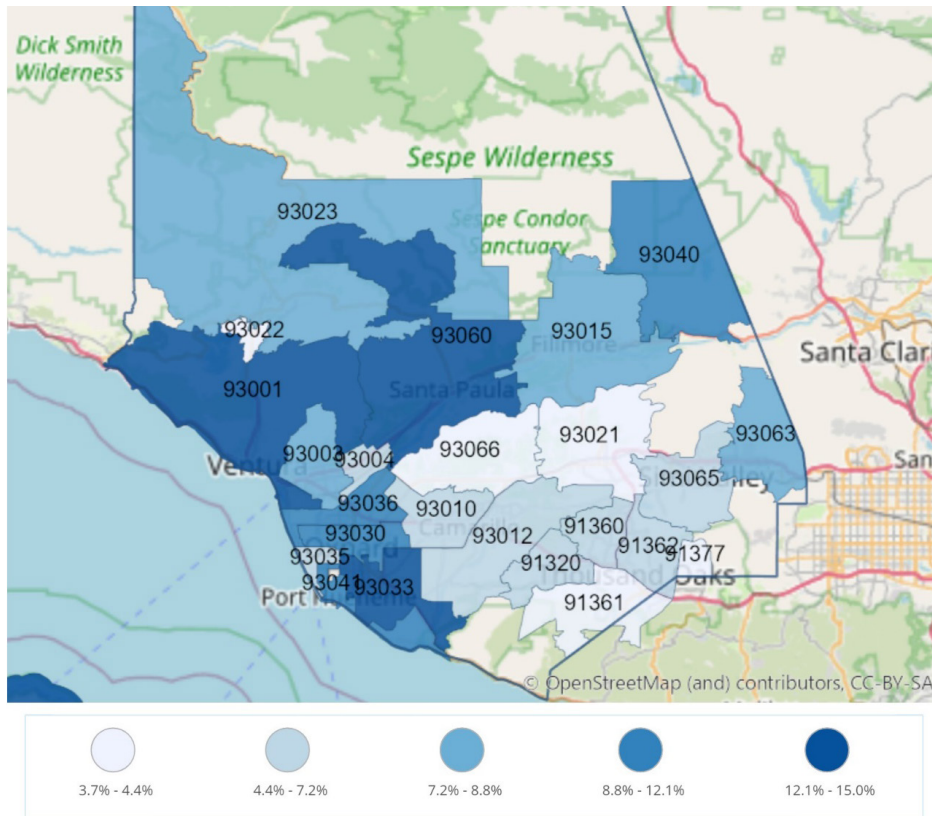 Dick Smith
Wilderness
Sespe Wilderness
93023
Sespe Condor
Sanctuary
93040
93022
93060
93015
Fillmore
Santa Clar
93001
Santa Paula
93003
93004
93066
93021
93063
Ventura
San
93065
93036
93010
93030
Camarillo
93012
91360
91362
91377
93035
91320
Thousand Oaks
93041
93033
Port
91361
© OpenStreetMap (and) contributors, CC-BY-SA
3.7% - 4.4%
4.4% - 7.2%
7.2% - 8.8%
8.8% - 12.1%
12.1% - 15.0%